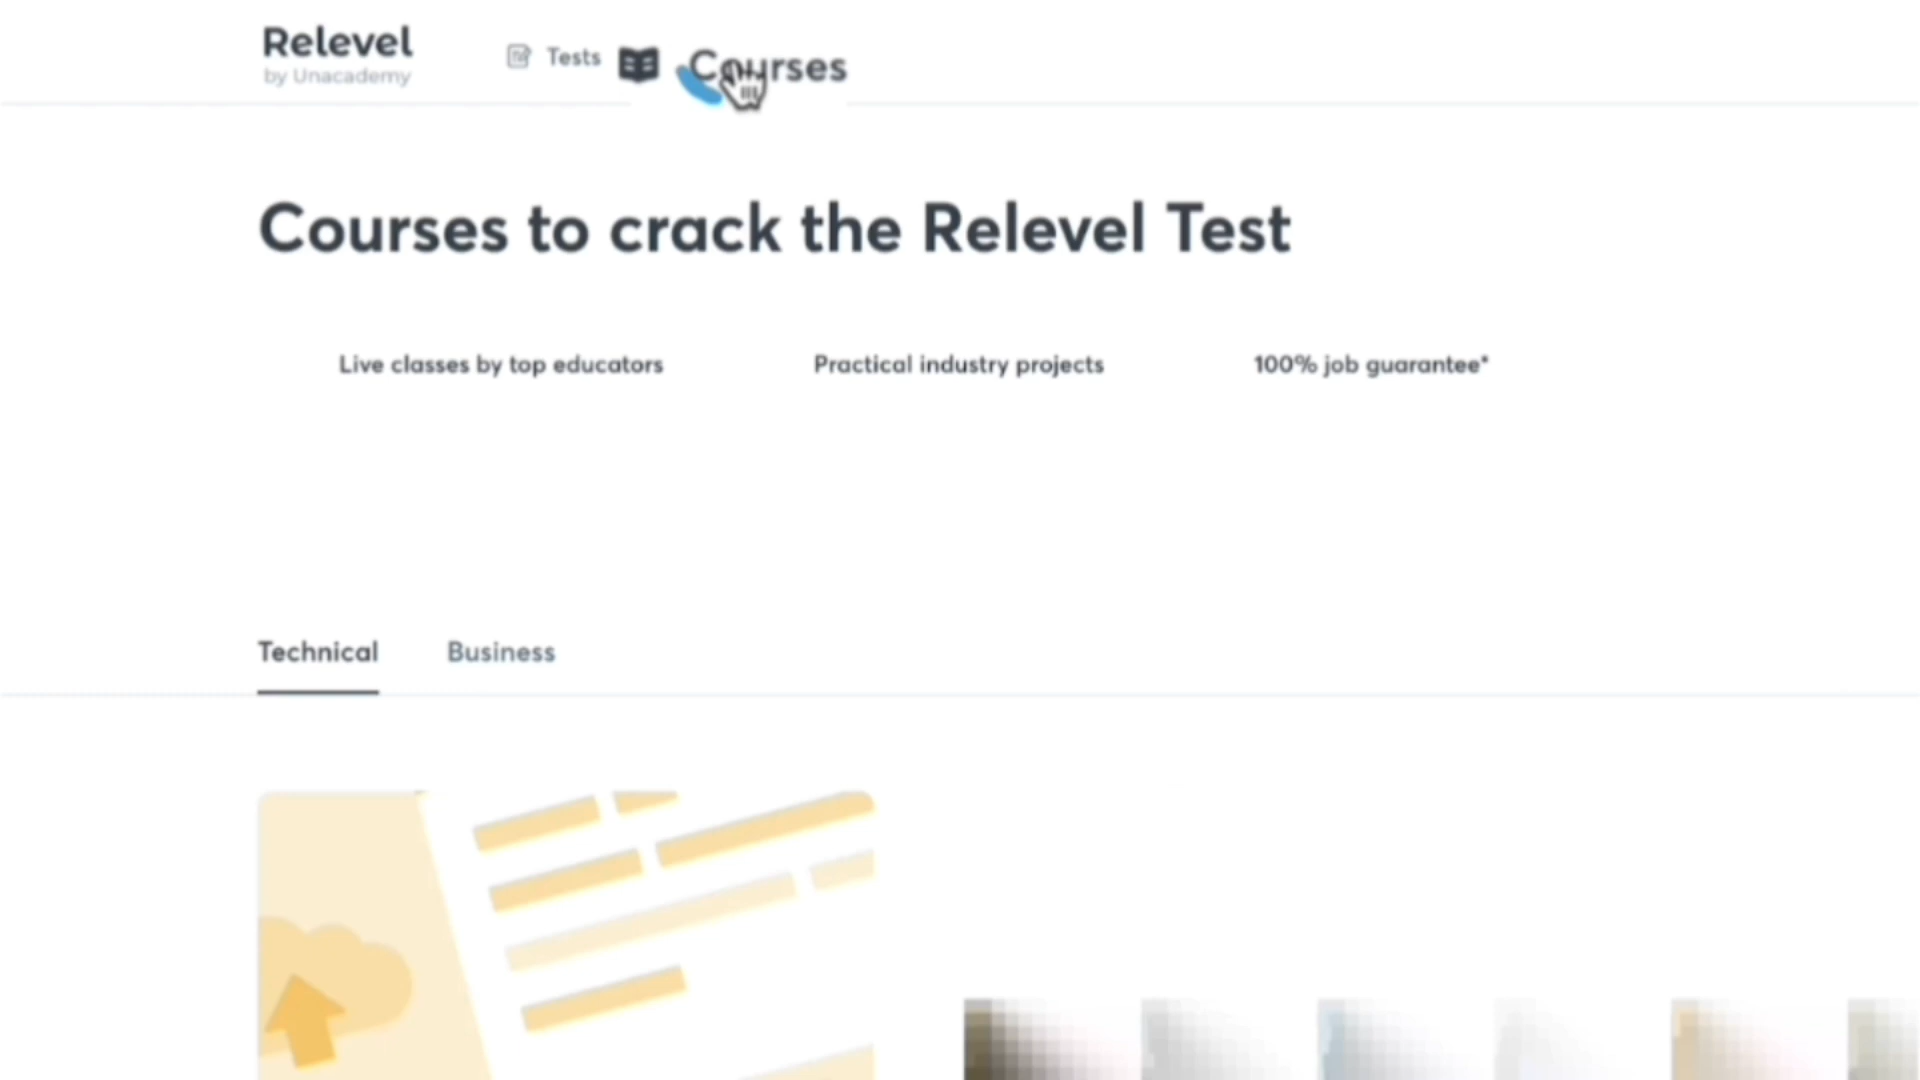 Relevel
by Unacademy
Tests
Courses
Courses to crack the Relevel Test
Live classes by top educators
Practical industry projects
100% job guarantee*
Technical
Business